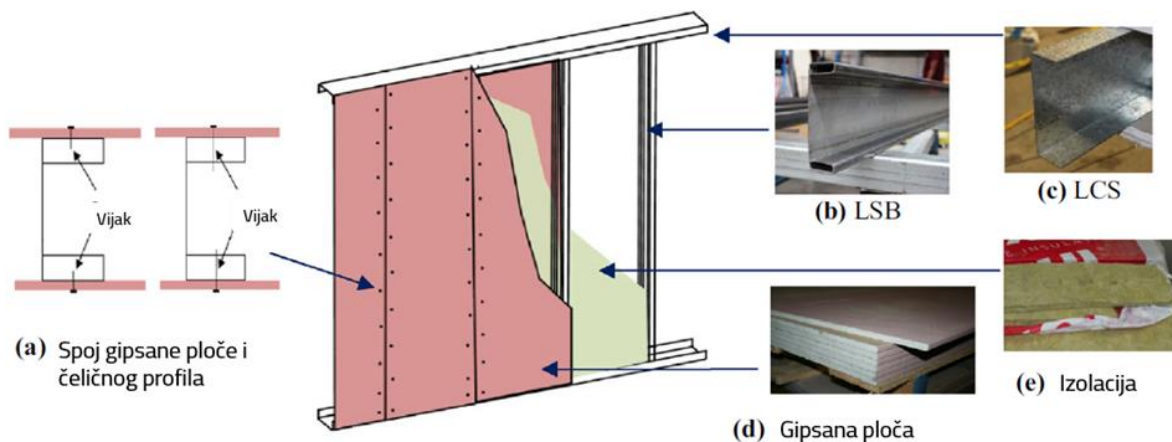 Vijak
Vijak
(a) Spoj gipsane ploče i
čeličnog profila
(b) LSB
(c) LCS
(d) Gipsana ploča
(e) Izolacija